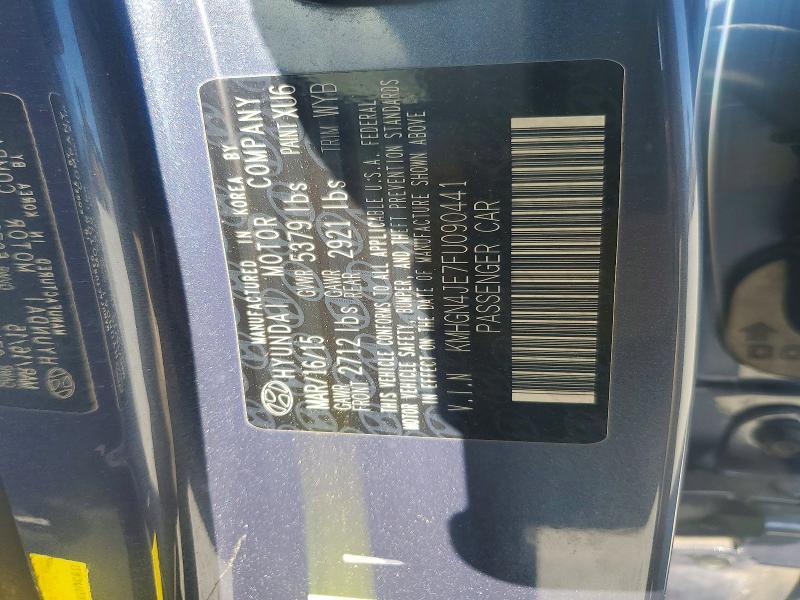 MANUFACTURED IN KOREA BY
HYUNDAI MOTOR COMPANY
MAR/16/15 GVWR 5379 lbs PAINT XU6
GAWR FRONT 2712 lbs GAWR REAR 2921 lbs TRIM WYB
THIS VEHICLE CONFORMS TO ALL APPLICABLE U.S.A. FEDERAL
MOTOR VEHICLE SAFETY, BUMPER, AND THEFT PREVENTION STANDARDS
IN EFFECT ON THE DATE OF MANUFACTURE SHOWN ABOVE
V.I.N KMHGN4JE7FU090441
PASSENGER CAR